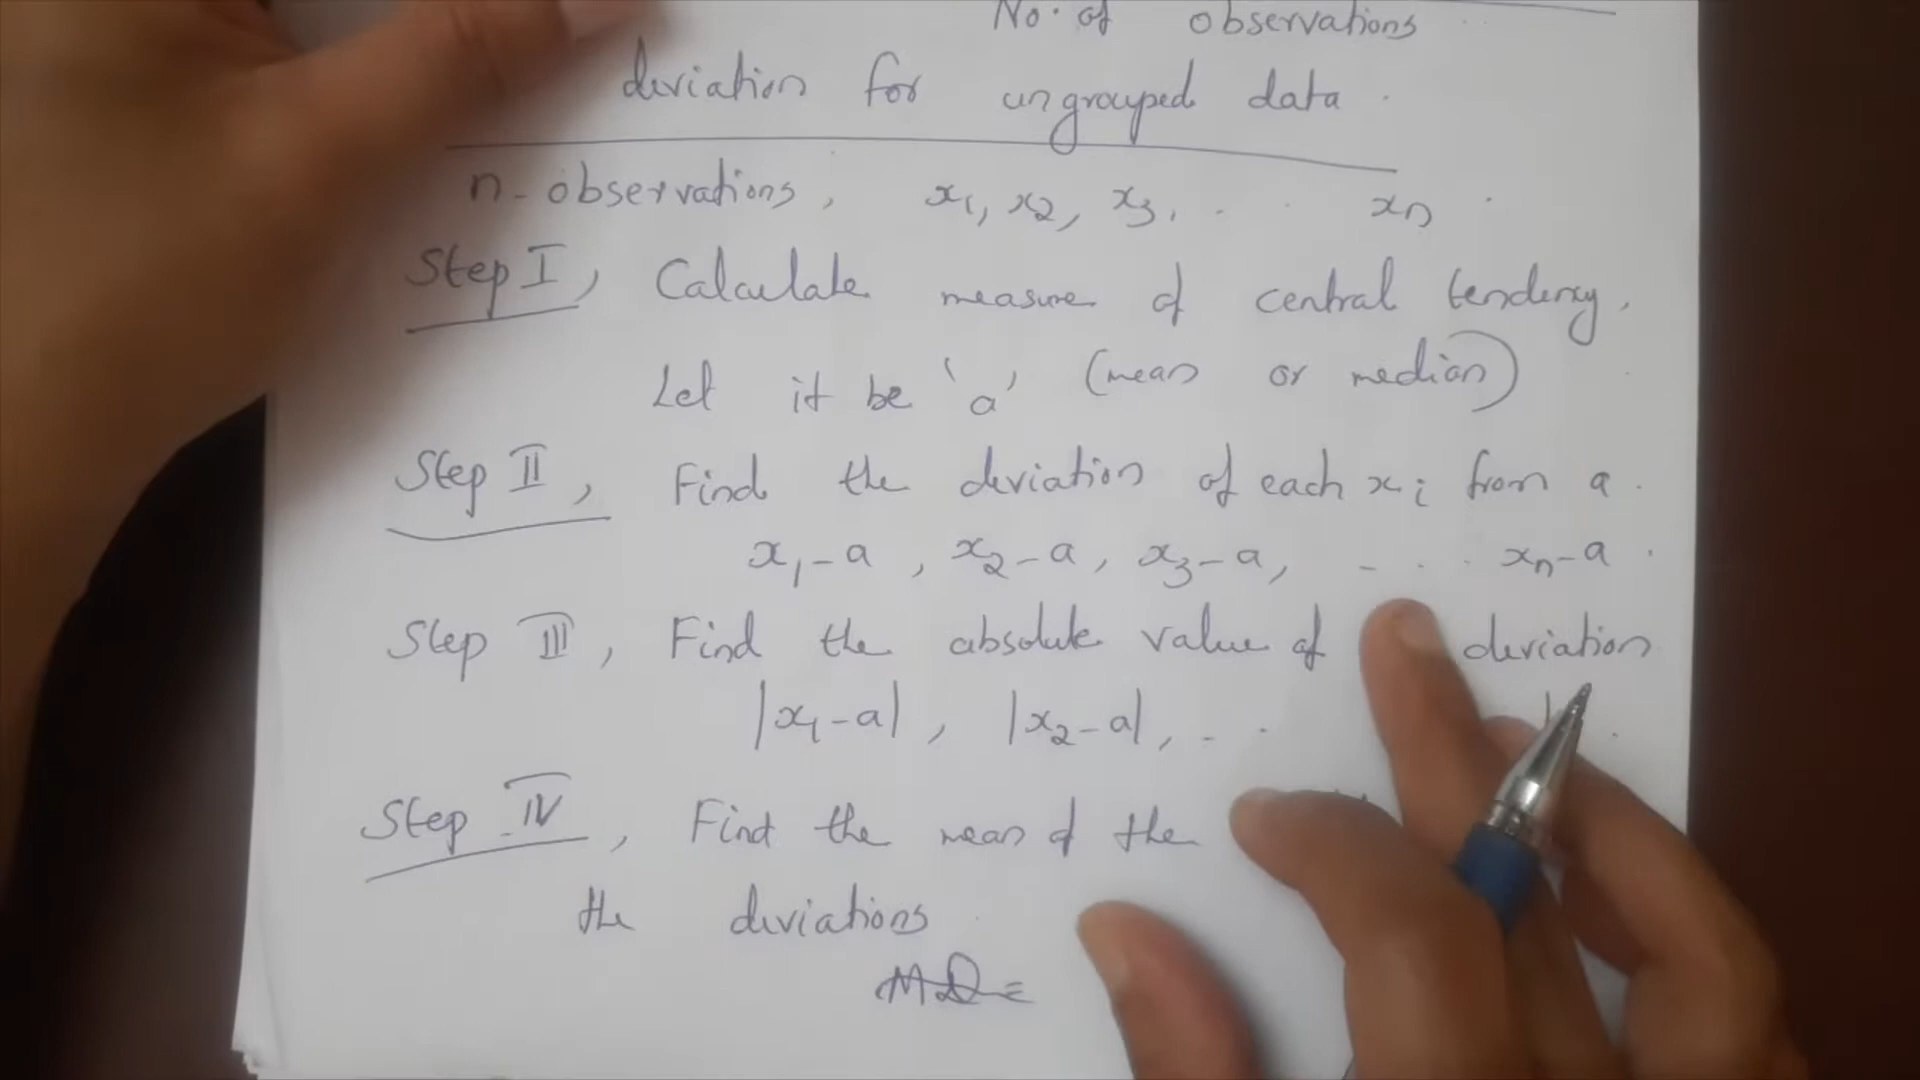 No. of observations
deviation for ungrouped data.
n-observations, x₁, x₂, x₃, . . xₙ.
Step I, Calculate measure of central tendency.
Let it be 'a' (mean or median)
Step II, Find the deviation of each xᵢ from a.
x₁-a, x₂-a, x₃-a, - . . xₙ-a.
Step III, Find the absolute value of deviation
|x₁-a|, |x₂-a|, - .
Step IV, Find the mean of the
the deviations